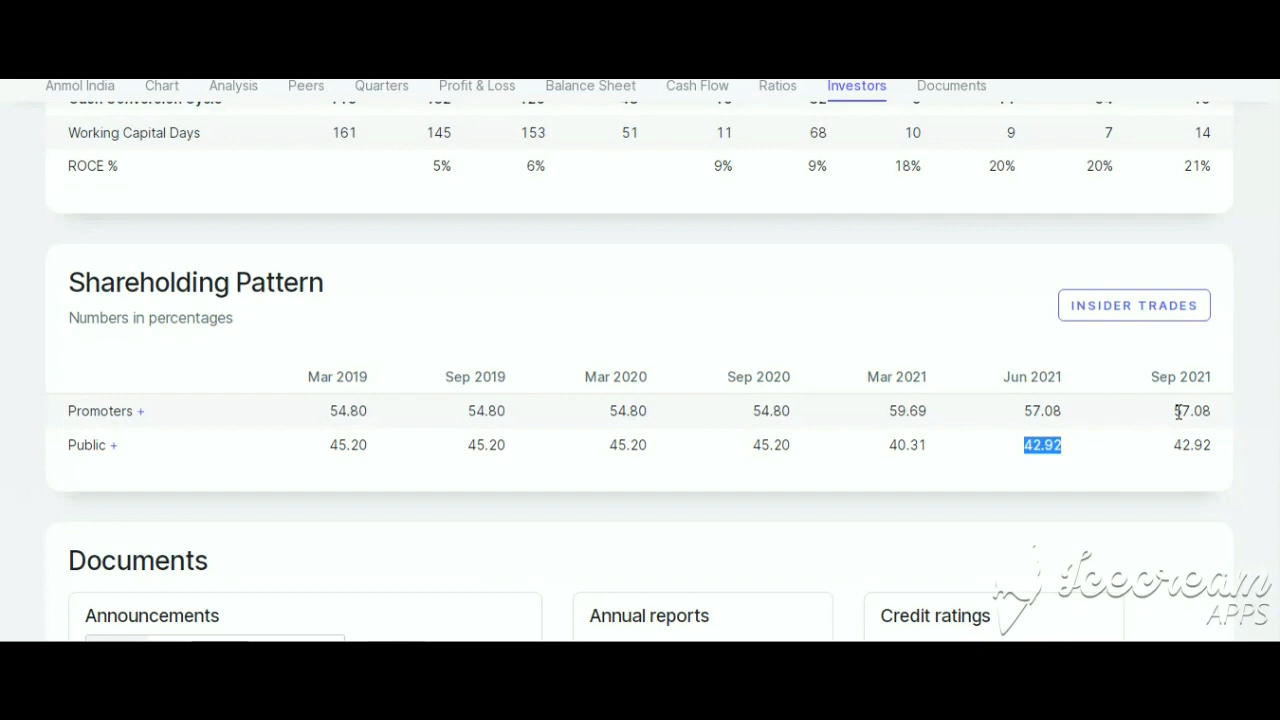 Anmol India Chart Analysis Peers Quarters Profit & Loss Balance Sheet Cash Flow Ratios Investors Documents
Working Capital Days 161 145 153 51 11 68 10 9 7 14
ROCE % 5% 6% 9% 9% 18% 20% 20% 21%
Shareholding Pattern
Numbers in percentages
INSIDER TRADES
Mar 2019 Sep 2019 Mar 2020 Sep 2020 Mar 2021 Jun 2021 Sep 2021
Promoters + 54.80 54.80 54.80 54.80 59.69 57.08 57.08
Public + 45.20 45.20 45.20 45.20 40.31 42.92 42.92
Documents
Announcements Annual reports Credit ratings
Icecream
APPS